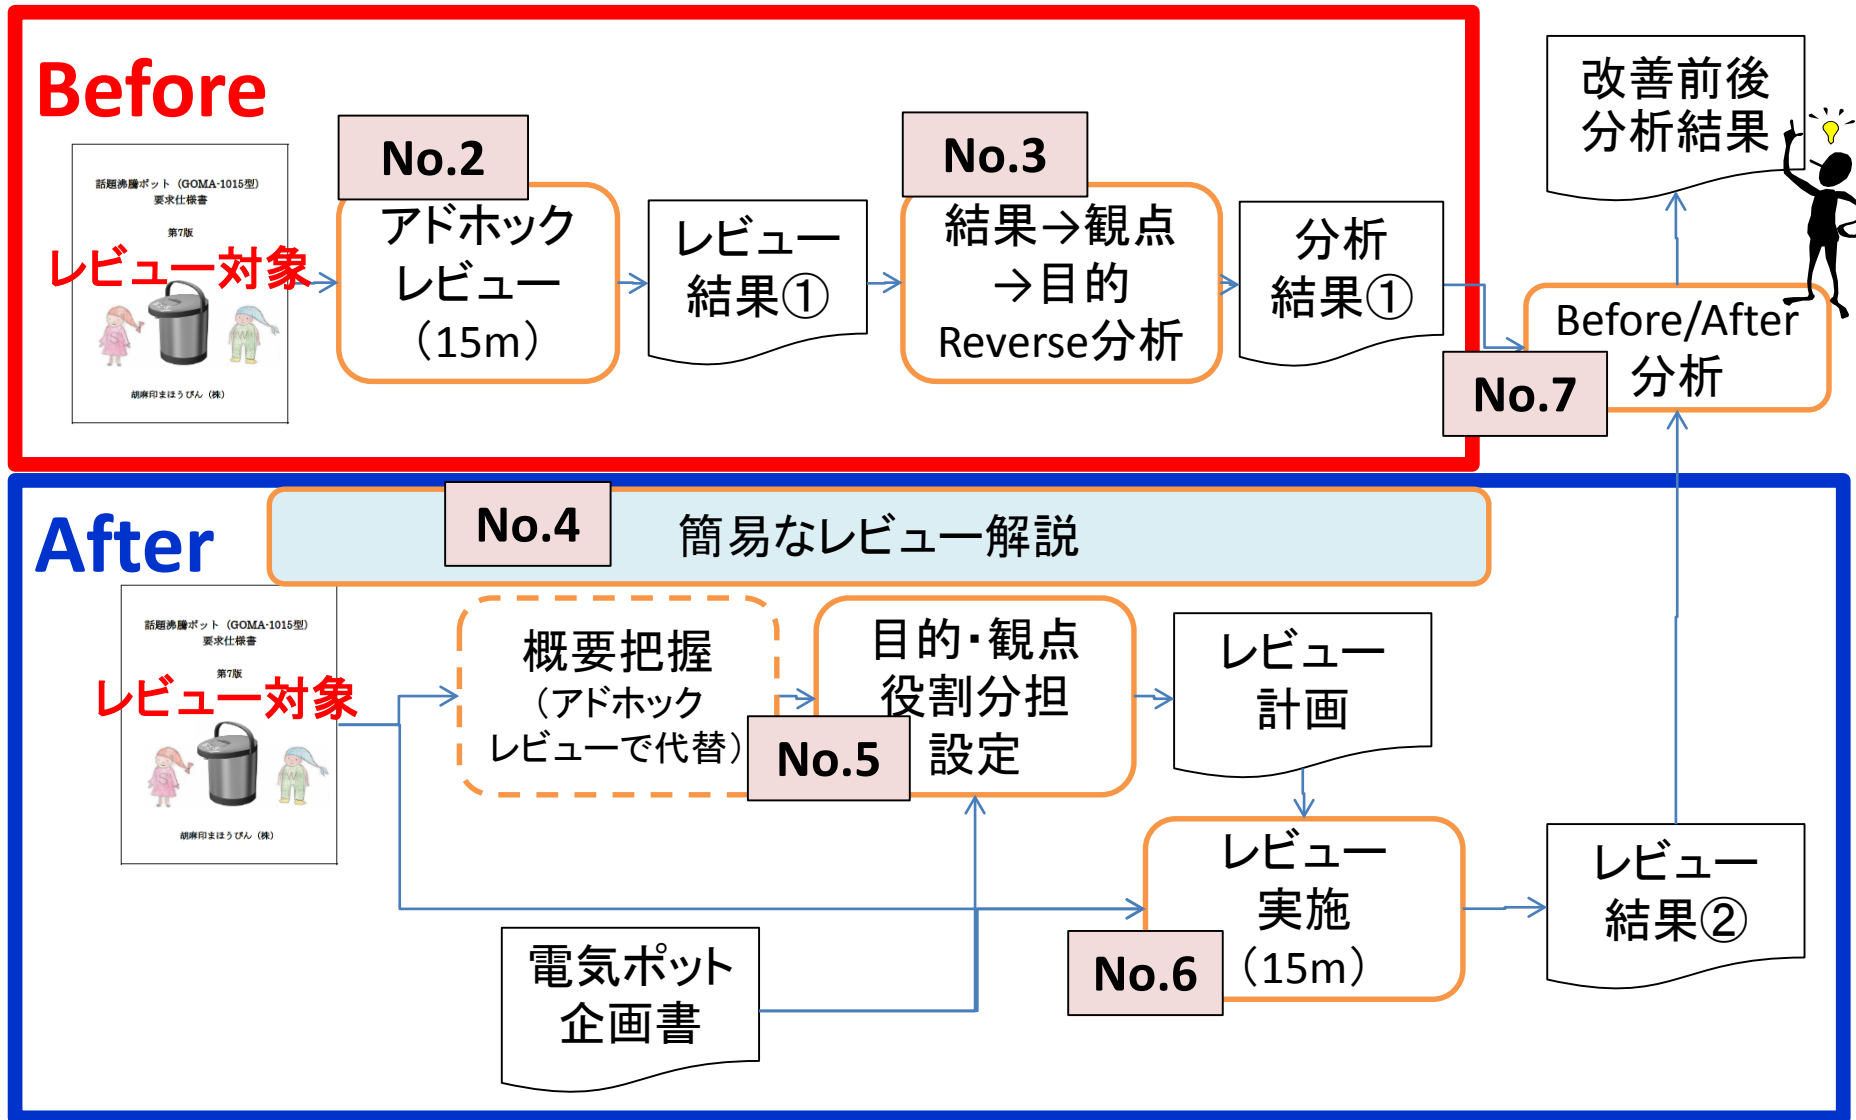 Before
話題沸騰ポット（GOMA-1015型）
要求仕様書
第7版
レビュー対象
胡麻印まほうびん（株）
No.2
アドホック
レビュー
（15m）
レビュー
結果①
No.3
結果→観点
→目的
Reverse分析
分析
結果①
改善前後
分析結果
Before/After
分析
No.7
After
No.4
簡易なレビュー解説
話題沸騰ポット（GOMA-1015型）
要求仕様書
第7版
レビュー対象
胡麻印まほうびん（株）
概要把握
（アドホック
レビューで代替）
No.5
目的・観点
役割分担
設定
レビュー
計画
電気ポット
企画書
No.6
レビュー
実施
（15m）
レビュー
結果②